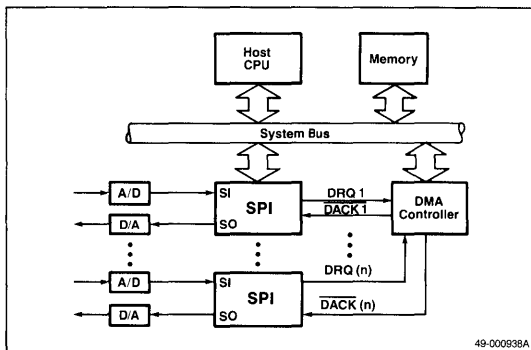 Host
CPU
Memory
System Bus
A/D
SI
SPI
DRQ 1
DMA
Controller
D/A
SO
DACK 1
A/D
SI
SPI
DRQ (n)
D/A
SO
DACK (n)
49-000938A